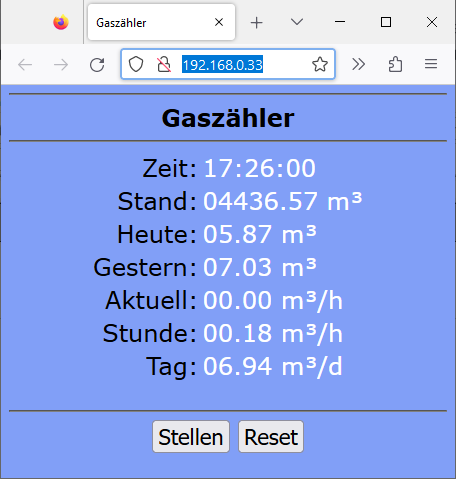 Gaszähler
192.168.0.33
Gaszähler
Zeit: 17:26:00
Stand: 04436.57 m³
Heute: 05.87 m³
Gestern: 07.03 m³
Aktuell: 00.00 m³/h
Stunde: 00.18 m³/h
Tag: 06.94 m³/d
Stellen Reset